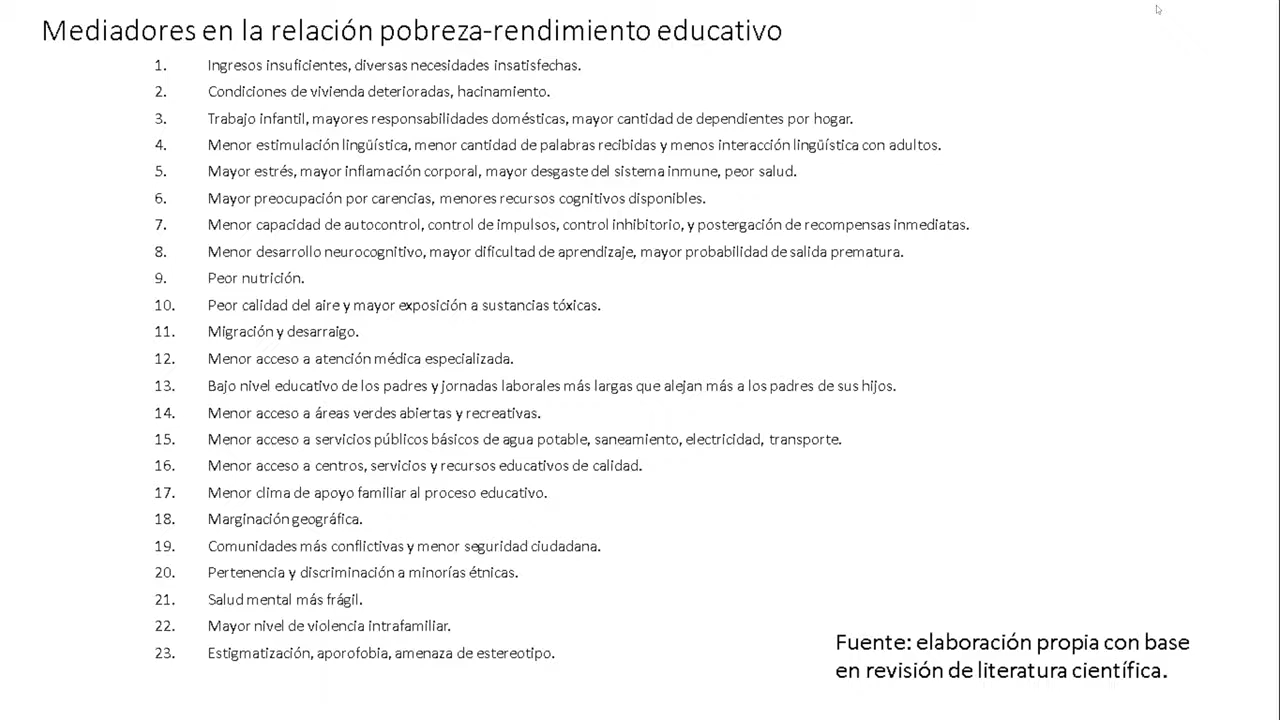 Mediadores en la relación pobreza-rendimiento educativo
1. Ingresos insuficientes, diversas necesidades insatisfechas.
2. Condiciones de vivienda deterioradas, hacinamiento.
3. Trabajo infantil, mayores responsabilidades domésticas, mayor cantidad de dependientes por hogar.
4. Menor estimulación lingüística, menor cantidad de palabras recibidas y menos interacción lingüística con adultos.
5. Mayor estrés, mayor inflamación corporal, mayor desgaste del sistema inmune, peor salud.
6. Mayor preocupación por carencias, menores recursos cognitivos disponibles.
7. Menor capacidad de autocontrol, control de impulsos, control inhibitorio, y postergación de recompensas inmediatas.
8. Menor desarrollo neurocognitivo, mayor dificultad de aprendizaje, mayor probabilidad de salida prematura.
9. Peor nutrición.
10. Peor calidad del aire y mayor exposición a sustancias tóxicas.
11. Migración y desarraigo.
12. Menor acceso a atención médica especializada.
13. Bajo nivel educativo de los padres y jornadas laborales más largas que alejan más a los padres de sus hijos.
14. Menor acceso a áreas verdes abiertas y recreativas.
15. Menor acceso a servicios públicos básicos de agua potable, saneamiento, electricidad, transporte.
16. Menor acceso a centros, servicios y recursos educativos de calidad.
17. Menor clima de apoyo familiar al proceso educativo.
18. Marginación geográfica.
19. Comunidades más conflictivas y menor seguridad ciudadana.
20. Pertenencia y discriminación a minorías étnicas.
21. Salud mental más frágil.
22. Mayor nivel de violencia intrafamiliar.
23. Estigmatización, aporofobia, amenaza de estereotipo.
Fuente: elaboración propia con base
en revisión de literatura científica.